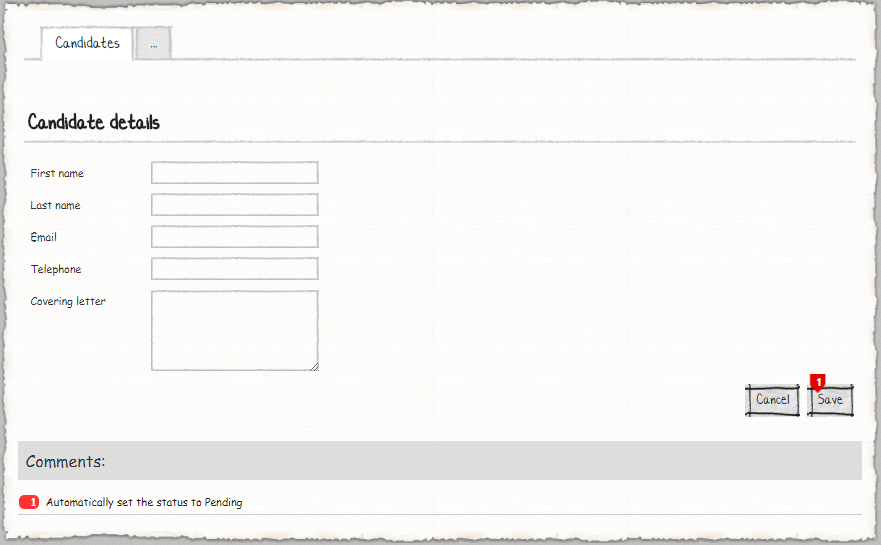 Candidates ...
Candidate details
First name
Last name
Email
Telephone
Covering letter
1
Cancel Save
Comments:
1 Automatically set the status to Pending